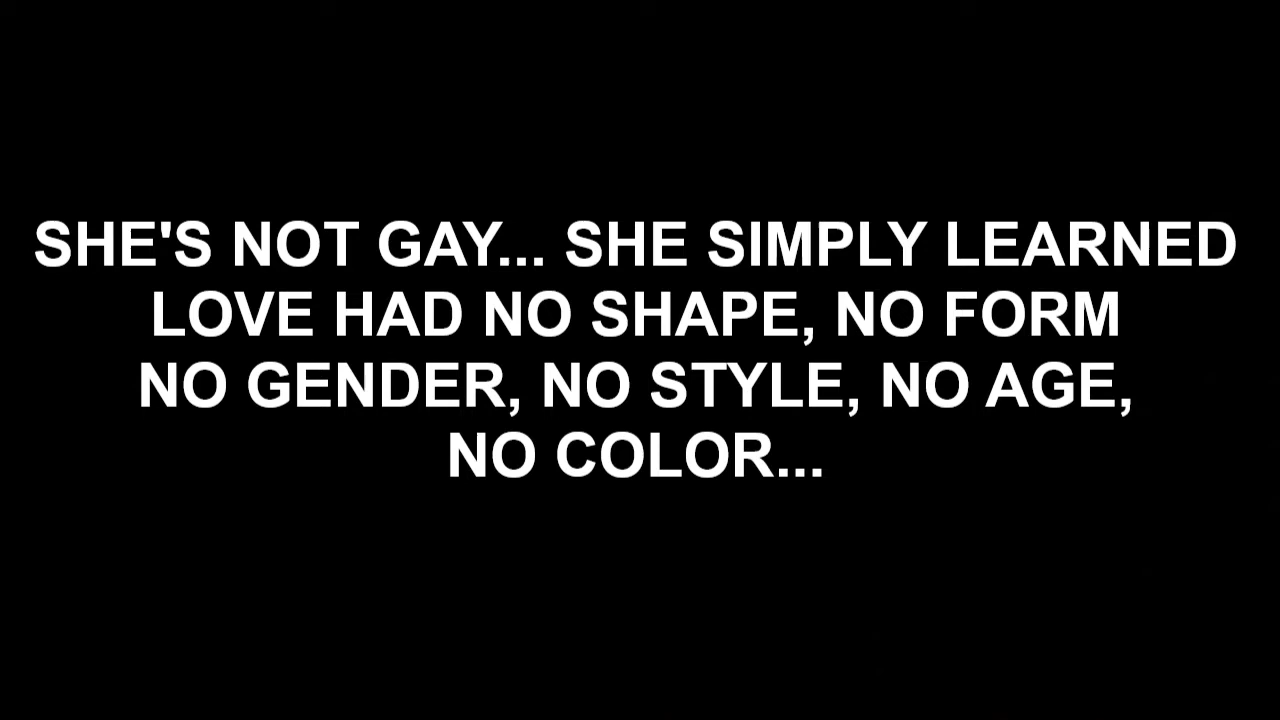 SHE'S NOT GAY... SHE SIMPLY LEARNED
LOVE HAD NO SHAPE, NO FORM
NO GENDER, NO STYLE, NO AGE,
NO COLOR...